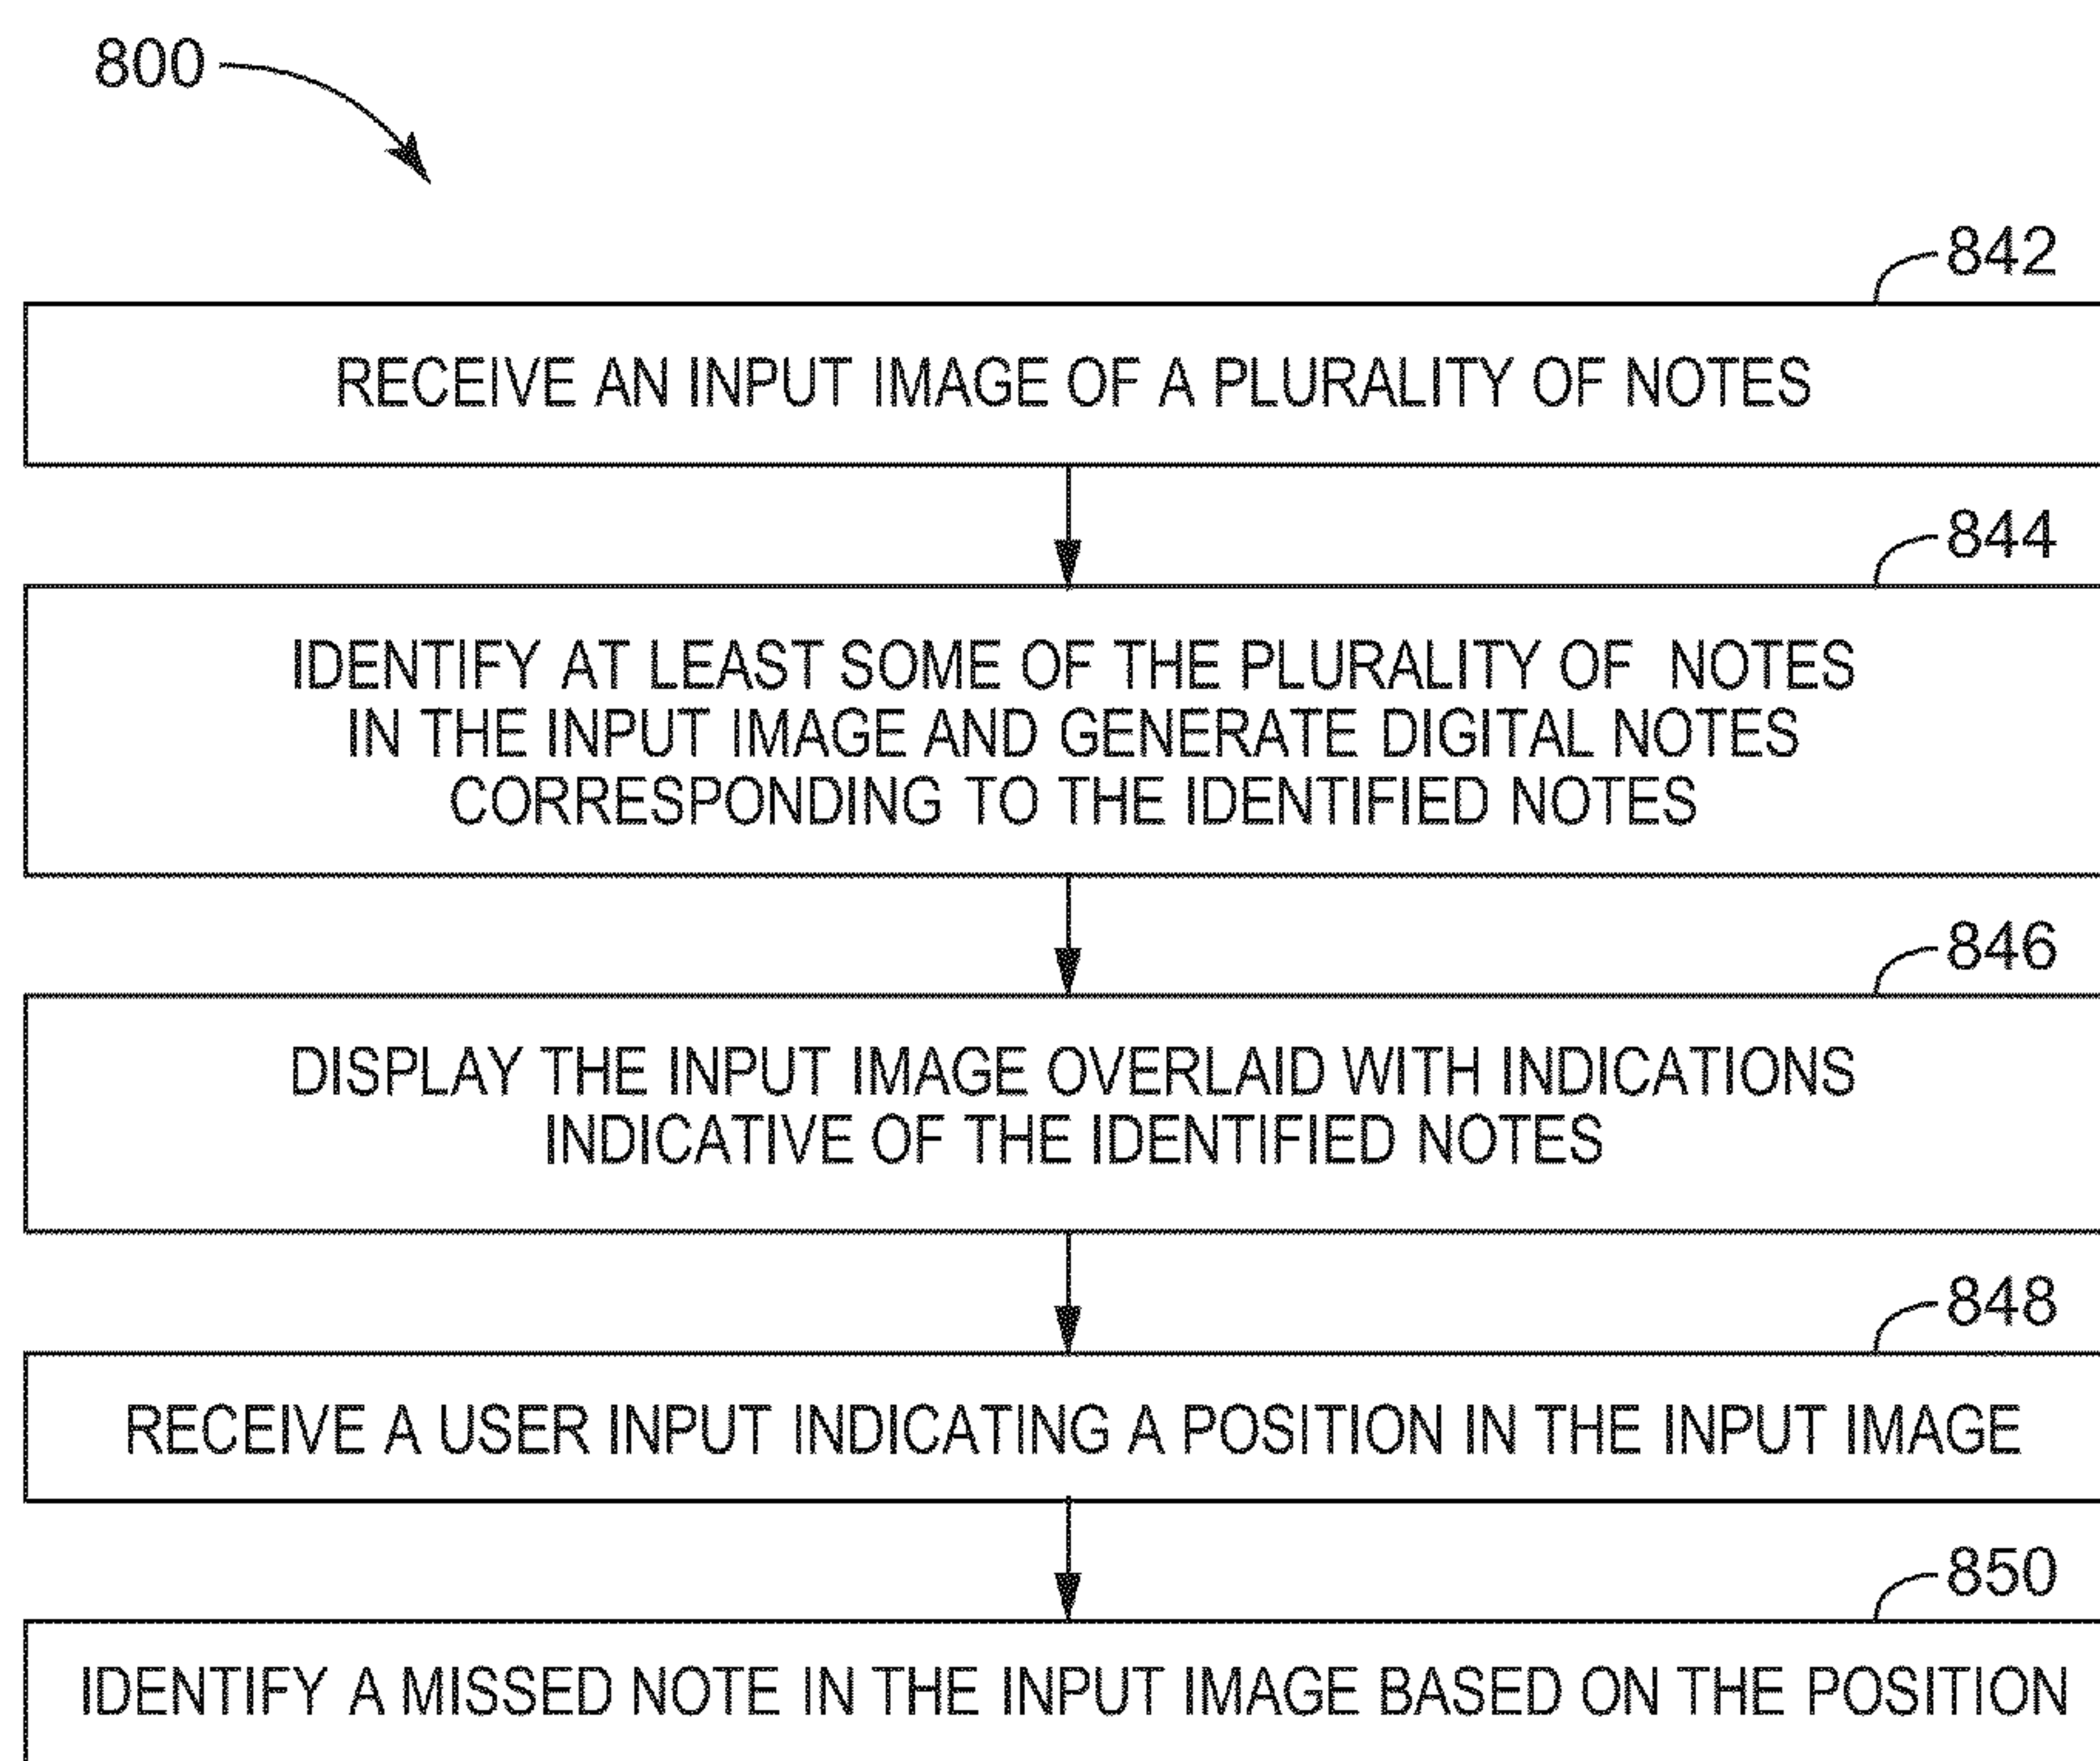 800
842
RECEIVE AN INPUT IMAGE OF A PLURALITY OF NOTES
844
IDENTIFY AT LEAST SOME OF THE PLURALITY OF NOTES
IN THE INPUT IMAGE AND GENERATE DIGITAL NOTES
CORRESPONDING TO THE IDENTIFIED NOTES
846
DISPLAY THE INPUT IMAGE OVERLAID WITH INDICATIONS
INDICATIVE OF THE IDENTIFIED NOTES
848
RECEIVE A USER INPUT INDICATING A POSITION IN THE INPUT IMAGE
850
IDENTIFY A MISSED NOTE IN THE INPUT IMAGE BASED ON THE POSITION